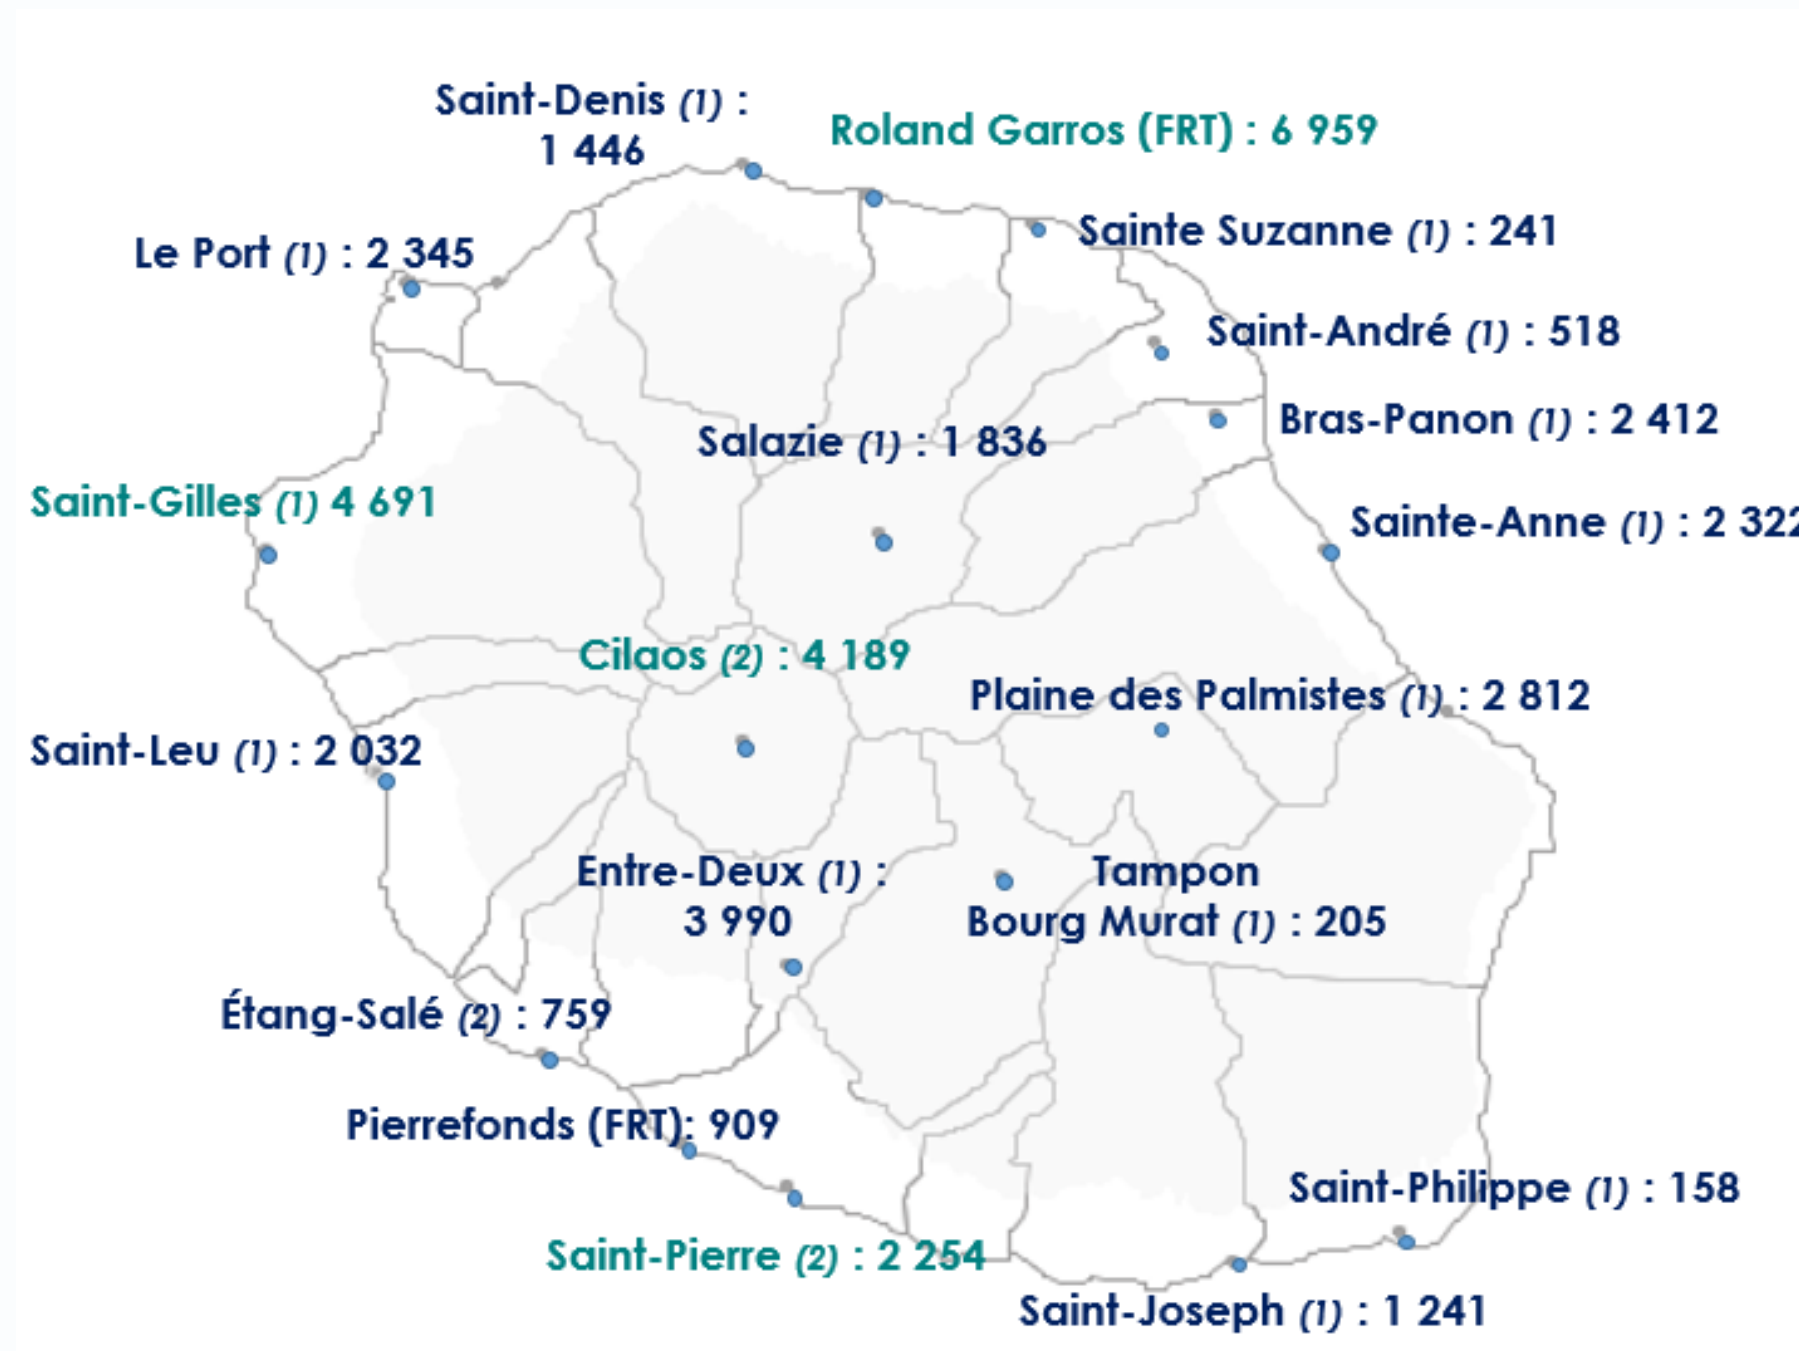 Saint-Denis (1) :
1 446
Roland Garros (FRT) : 6 959
Sainte Suzanne (1) : 241
Le Port (1) : 2 345
Saint-André (1) : 518
Bras-Panon (1) : 2 412
Salazie (1) : 1 836
Saint-Gilles (1) 4 691
Sainte-Anne (1) : 2 322
Cilaos (2) : 4 189
Plaine des Palmistes (1) : 2 812
Saint-Leu (1) : 2 032
Entre-Deux (1) :
3 990
Tampon
Bourg Murat (1) : 205
Étang-Salé (2) : 759
Pierrefonds (FRT): 909
Saint-Philippe (1) : 158
Saint-Pierre (2) : 2 254
Saint-Joseph (1) : 1 241